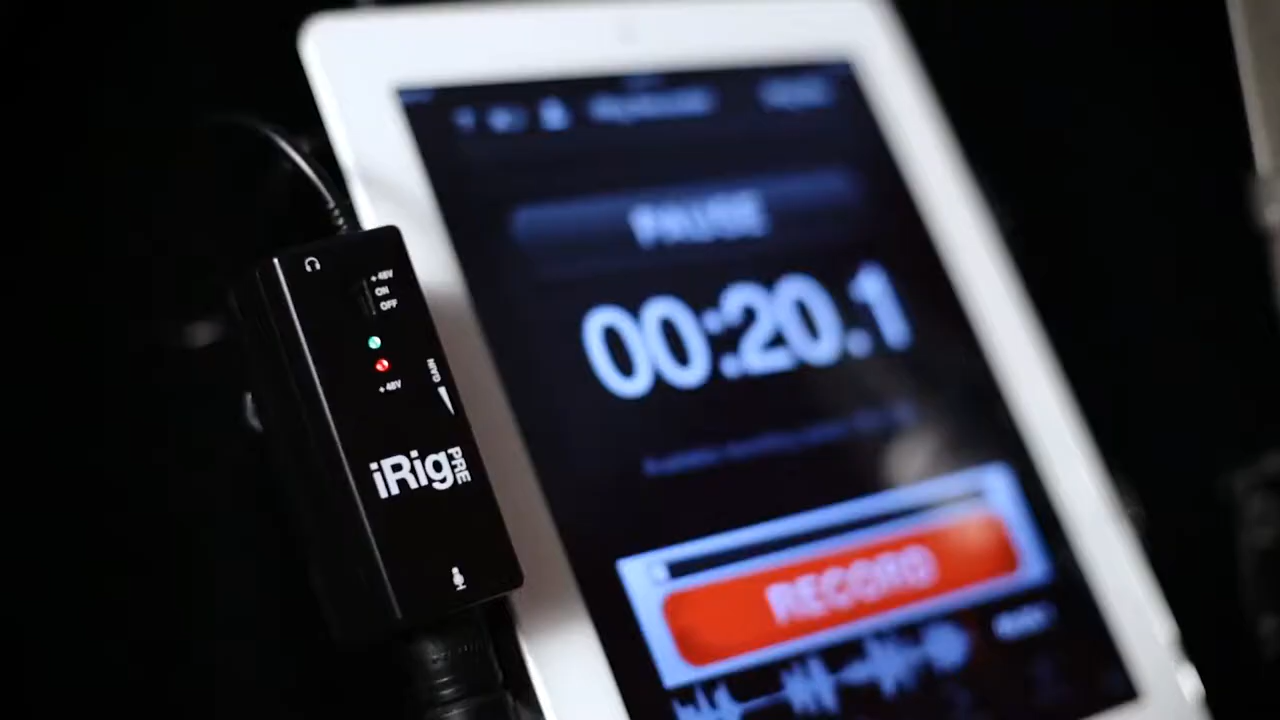 +48V
ON
OFF
+48V
GAIN
iRig PRE
PAUSE
00:20.1
RECORD